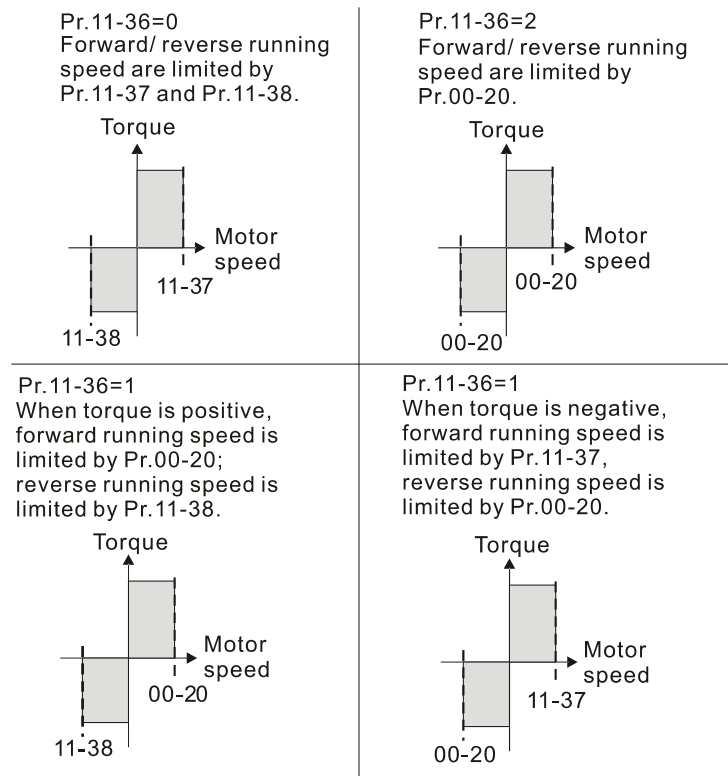 Pr.11-36=0
Forward/ reverse running
speed are limited by
Pr.11-37 and Pr.11-38.
Torque
Motor
speed
11-37
11-38
Pr.11-36=2
Forward/ reverse running
speed are limited by
Pr.00-20.
Torque
Motor
speed
00-20
00-20
Pr.11-36=1
When torque is positive,
forward running speed is
limited by Pr.00-20;
reverse running speed is
limited by Pr.11-38.
Torque
Motor
speed
00-20
11-38
Pr.11-36=1
When torque is negative,
forward running speed is
limited by Pr.11-37,
reverse running speed is
limited by Pr.00-20.
Torque
Motor
speed
11-37
00-20